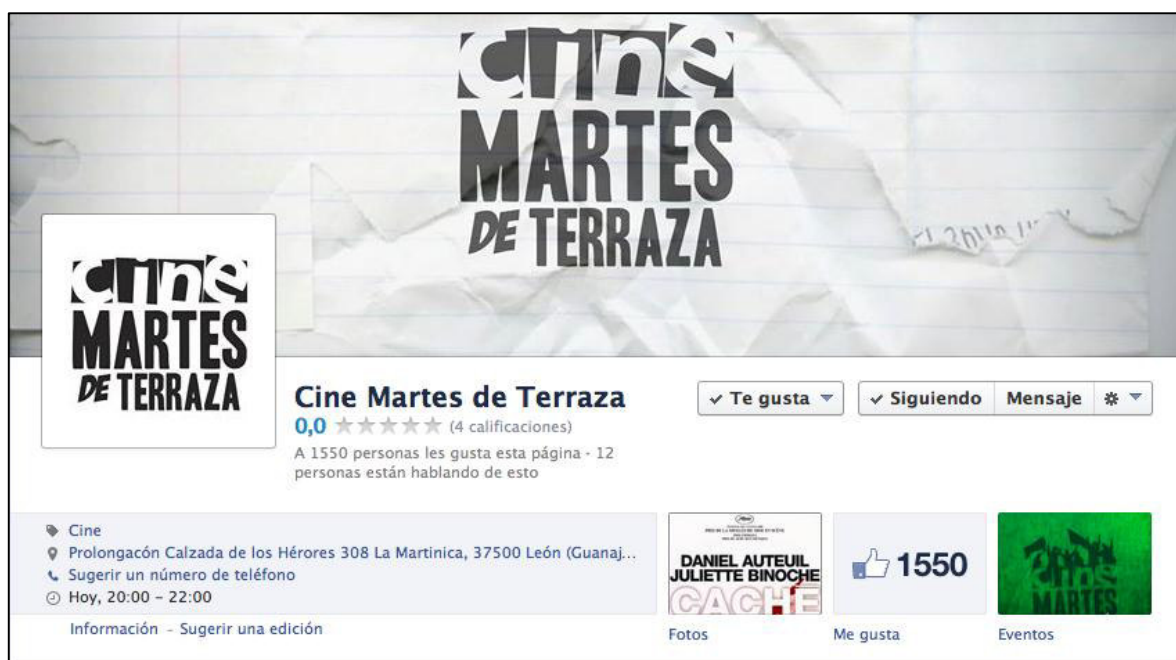 cine
MARTES
DE TERRAZA
cine
MARTES
DE TERRAZA
Cine Martes de Terraza
0,0 (4 calificaciones)
A 1550 personas les gusta esta página · 12
personas están hablando de esto
✓ Te gusta
✓ Siguiendo
Mensaje
Cine
Prolongacón Calzada de los Hérores 308 La Martinica, 37500 León (Guanaj...
Sugerir un número de teléfono
Hoy, 20:00 – 22:00
Información – Sugerir una edición
DANIEL AUTEUIL
JULIETTE BINOCHE
CACHÉ
Fotos
1550
Me gusta
cine
MARTES
Eventos